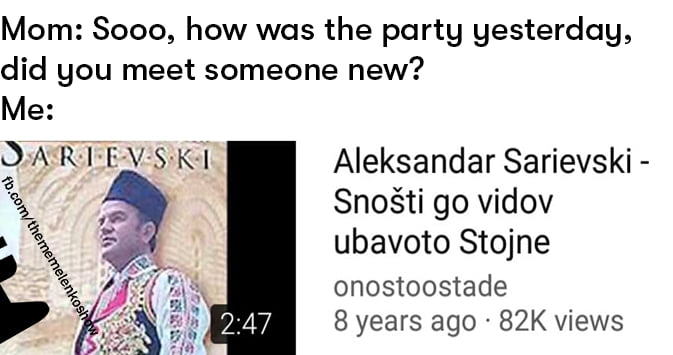 Mom: Sooo, how was the party yesterday,
did you meet someone new?
Me:
SARIEVSKI
fb.com/thememelenkoshow
2:47
Aleksandar Sarievski -
Snošti go vidov
ubavoto Stojne
onostoostade
8 years ago · 82K views